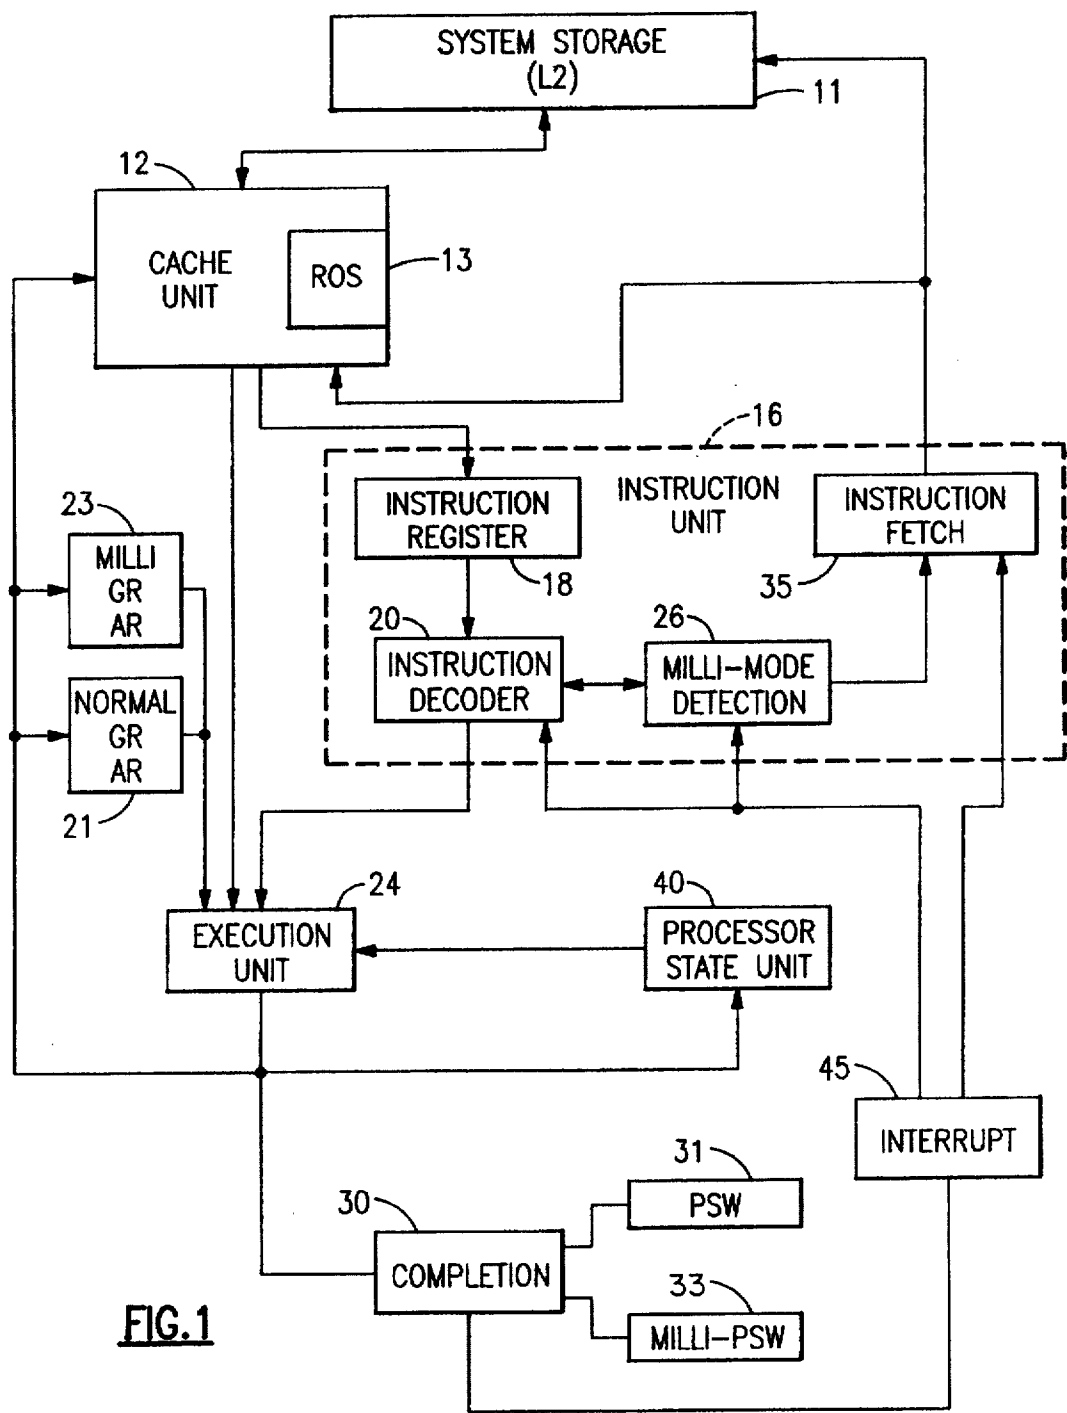 SYSTEM STORAGE
(L2)
11
12
CACHE
UNIT
ROS
13
16
INSTRUCTION
UNIT
INSTRUCTION
REGISTER
18
INSTRUCTION
FETCH
35
23
MILLI
GR
AR
20
INSTRUCTION
DECODER
26
MILLI-MODE
DETECTION
NORMAL
GR
AR
21
24
EXECUTION
UNIT
40
PROCESSOR
STATE UNIT
45
INTERRUPT
31
PSW
30
COMPLETION
33
MILLI-PSW
FIG.1